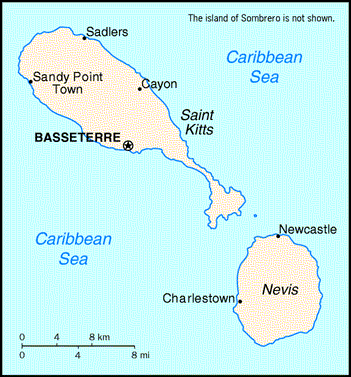 The island of Sombrero is not shown.
Sadlers
Caribbean
Sea
Sandy Point
Town
Cayon
Saint
Kitts
BASSETERRE
Newcastle
Caribbean
Sea
Nevis
Charlestown
0 4 8 km
0 4 8 mi